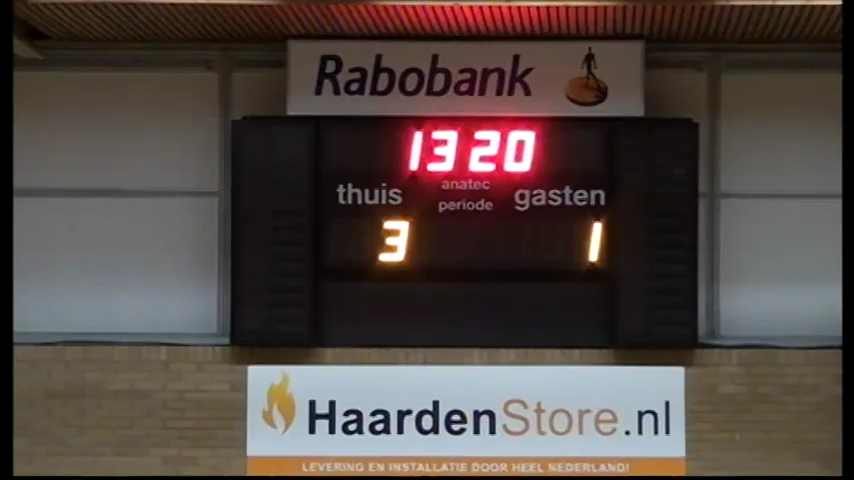 Rabobank
13 20
thuis anatec gasten
periode
3 1
HaardenStore.nl
LEVERING EN INSTALLATIE DOOR HEEL NEDERLAND!